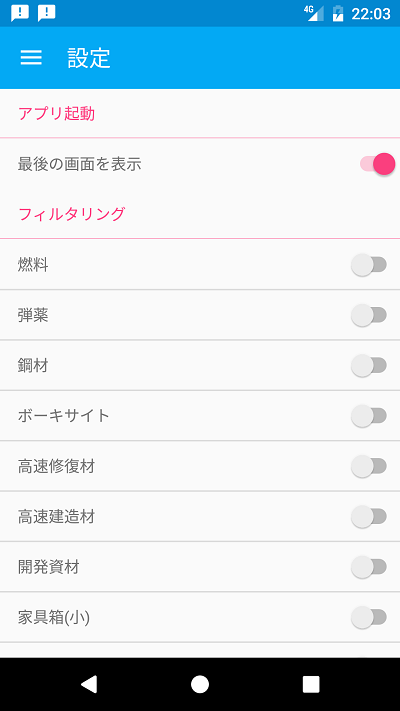 4G 22:03
設定
アプリ起動
最後の画面を表示
フィルタリング
燃料
弾薬
鋼材
ボーキサイト
高速修復材
高速建造材
開発資材
家具箱(小)